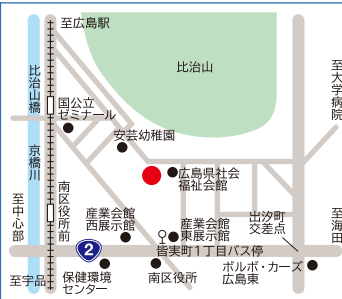 至広島駅
比治山
至大学病院
比治山橋
国公立
ゼミナール
安芸幼稚園
京橋川
広島県社会
福祉会館
至中心部
南区役所前
産業会館
西展示館
産業会館
東展示館
出汐町
交差点
至海田
皆実町1丁目バス停
2
至宇品
保健環境
センター
南区役所
ボルボ・カーズ
広島東